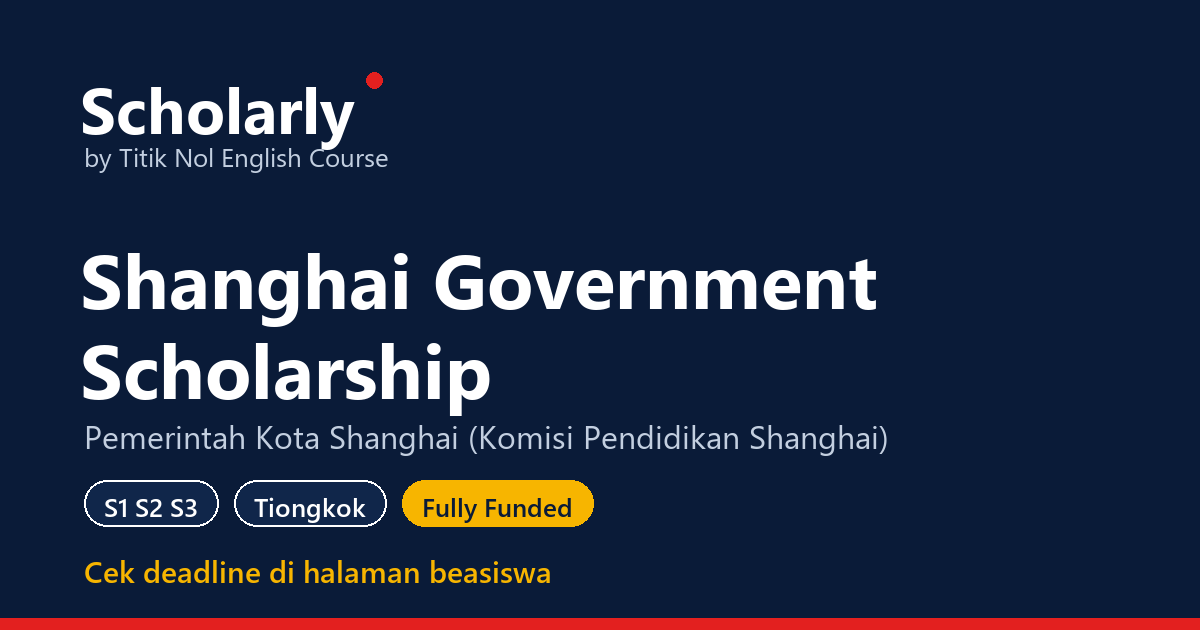 Scholarly
by Titik Nol English Course
Shanghai Government
Scholarship
Pemerintah Kota Shanghai (Komisi Pendidikan Shanghai)
S1 S2 S3
Tiongkok
Fully Funded
Cek deadline di halaman beasiswa